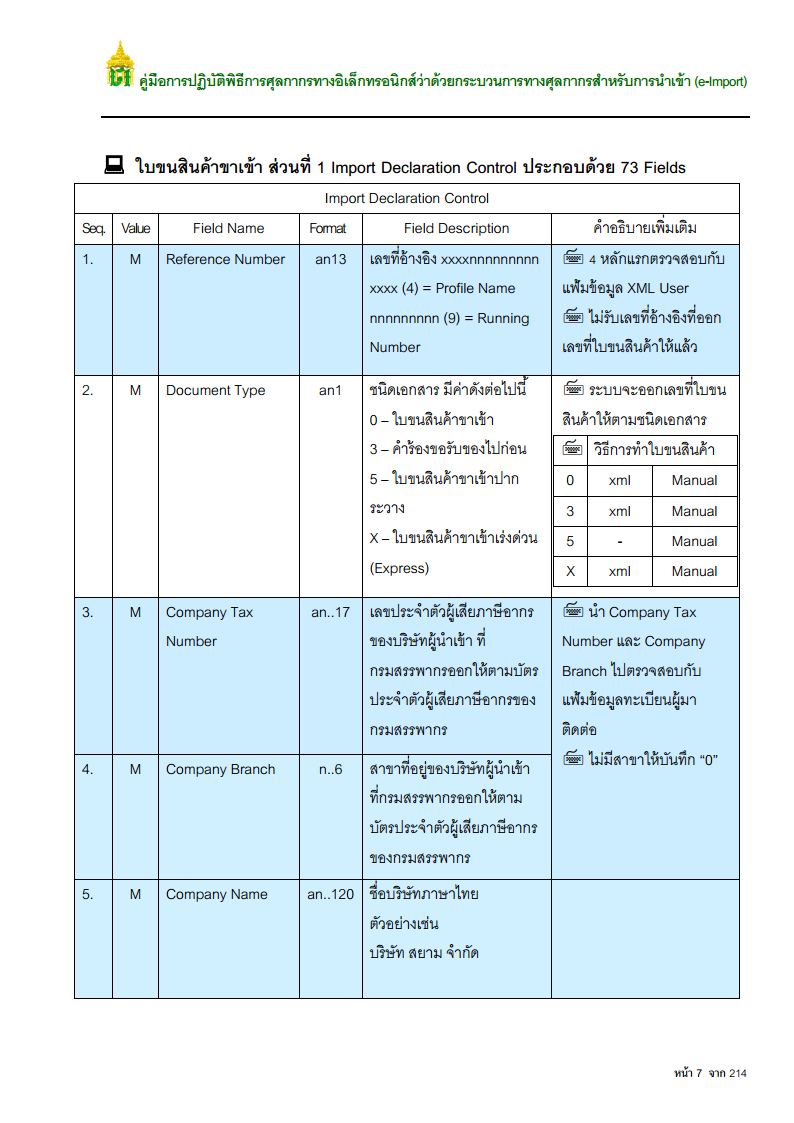 คู่มือการปฏิบัติพิธีการศุลกากรทางอิเล็กทรอนิกส์ว่าด้วยกระบวนการทางศุลกากรสำหรับการนำเข้า (e-Import)
ใบขนสินค้าขาเข้า ส่วนที่ 1 Import Declaration Control ประกอบด้วย 73 Fields
Import Declaration Control
Seq. Value Field Name Format Field Description คำอธิบายเพิ่มเติม
1. M Reference Number an13
เลขที่อ้างอิง xxxxnnnnnnnnn
xxxx (4) = Profile Name
nnnnnnnnn (9) = Running
Number
4 หลักแรกตรวจสอบกับ
แฟ้มข้อมูล XML User
ไม่รับเลขที่อ้างอิงที่ออก
เลขที่ใบขนสินค้าให้แล้ว
2. M Document Type an1
ชนิดเอกสาร มีค่าดังต่อไปนี้
0 – ใบขนสินค้าขาเข้า
3 – คำร้องขอรับของไปก่อน
5 – ใบขนสินค้าขาเข้าปาก
ระวาง
X – ใบขนสินค้าขาเข้าเร่งด่วน
(Express)
ระบบจะออกเลขที่ใบขน
สินค้าให้ตามชนิดเอกสาร
วิธีการทำใบขนสินค้า
0 xml Manual
3 xml Manual
5 - Manual
X xml Manual
3. M Company Tax an..17
Number
เลขประจำตัวผู้เสียภาษีอากร
ของบริษัทผู้นำเข้า ที่
กรมสรรพากรออกให้ตามบัตร
ประจำตัวผู้เสียภาษีอากรของ
กรมสรรพากร
นำ Company Tax
Number และ Company
Branch ไปตรวจสอบกับ
แฟ้มข้อมูลทะเบียนผู้มา
ติดต่อ
ไม่มีสาขาให้บันทึก “0”
4. M Company Branch n..6
สาขาที่อยู่ของบริษัทผู้นำเข้า
ที่กรมสรรพากรออกให้ตาม
บัตรประจำตัวผู้เสียภาษีอากร
ของกรมสรรพากร
5. M Company Name an..120
ชื่อบริษัทภาษาไทย
ตัวอย่างเช่น
บริษัท สยาม จำกัด
หน้า 7 จาก 214